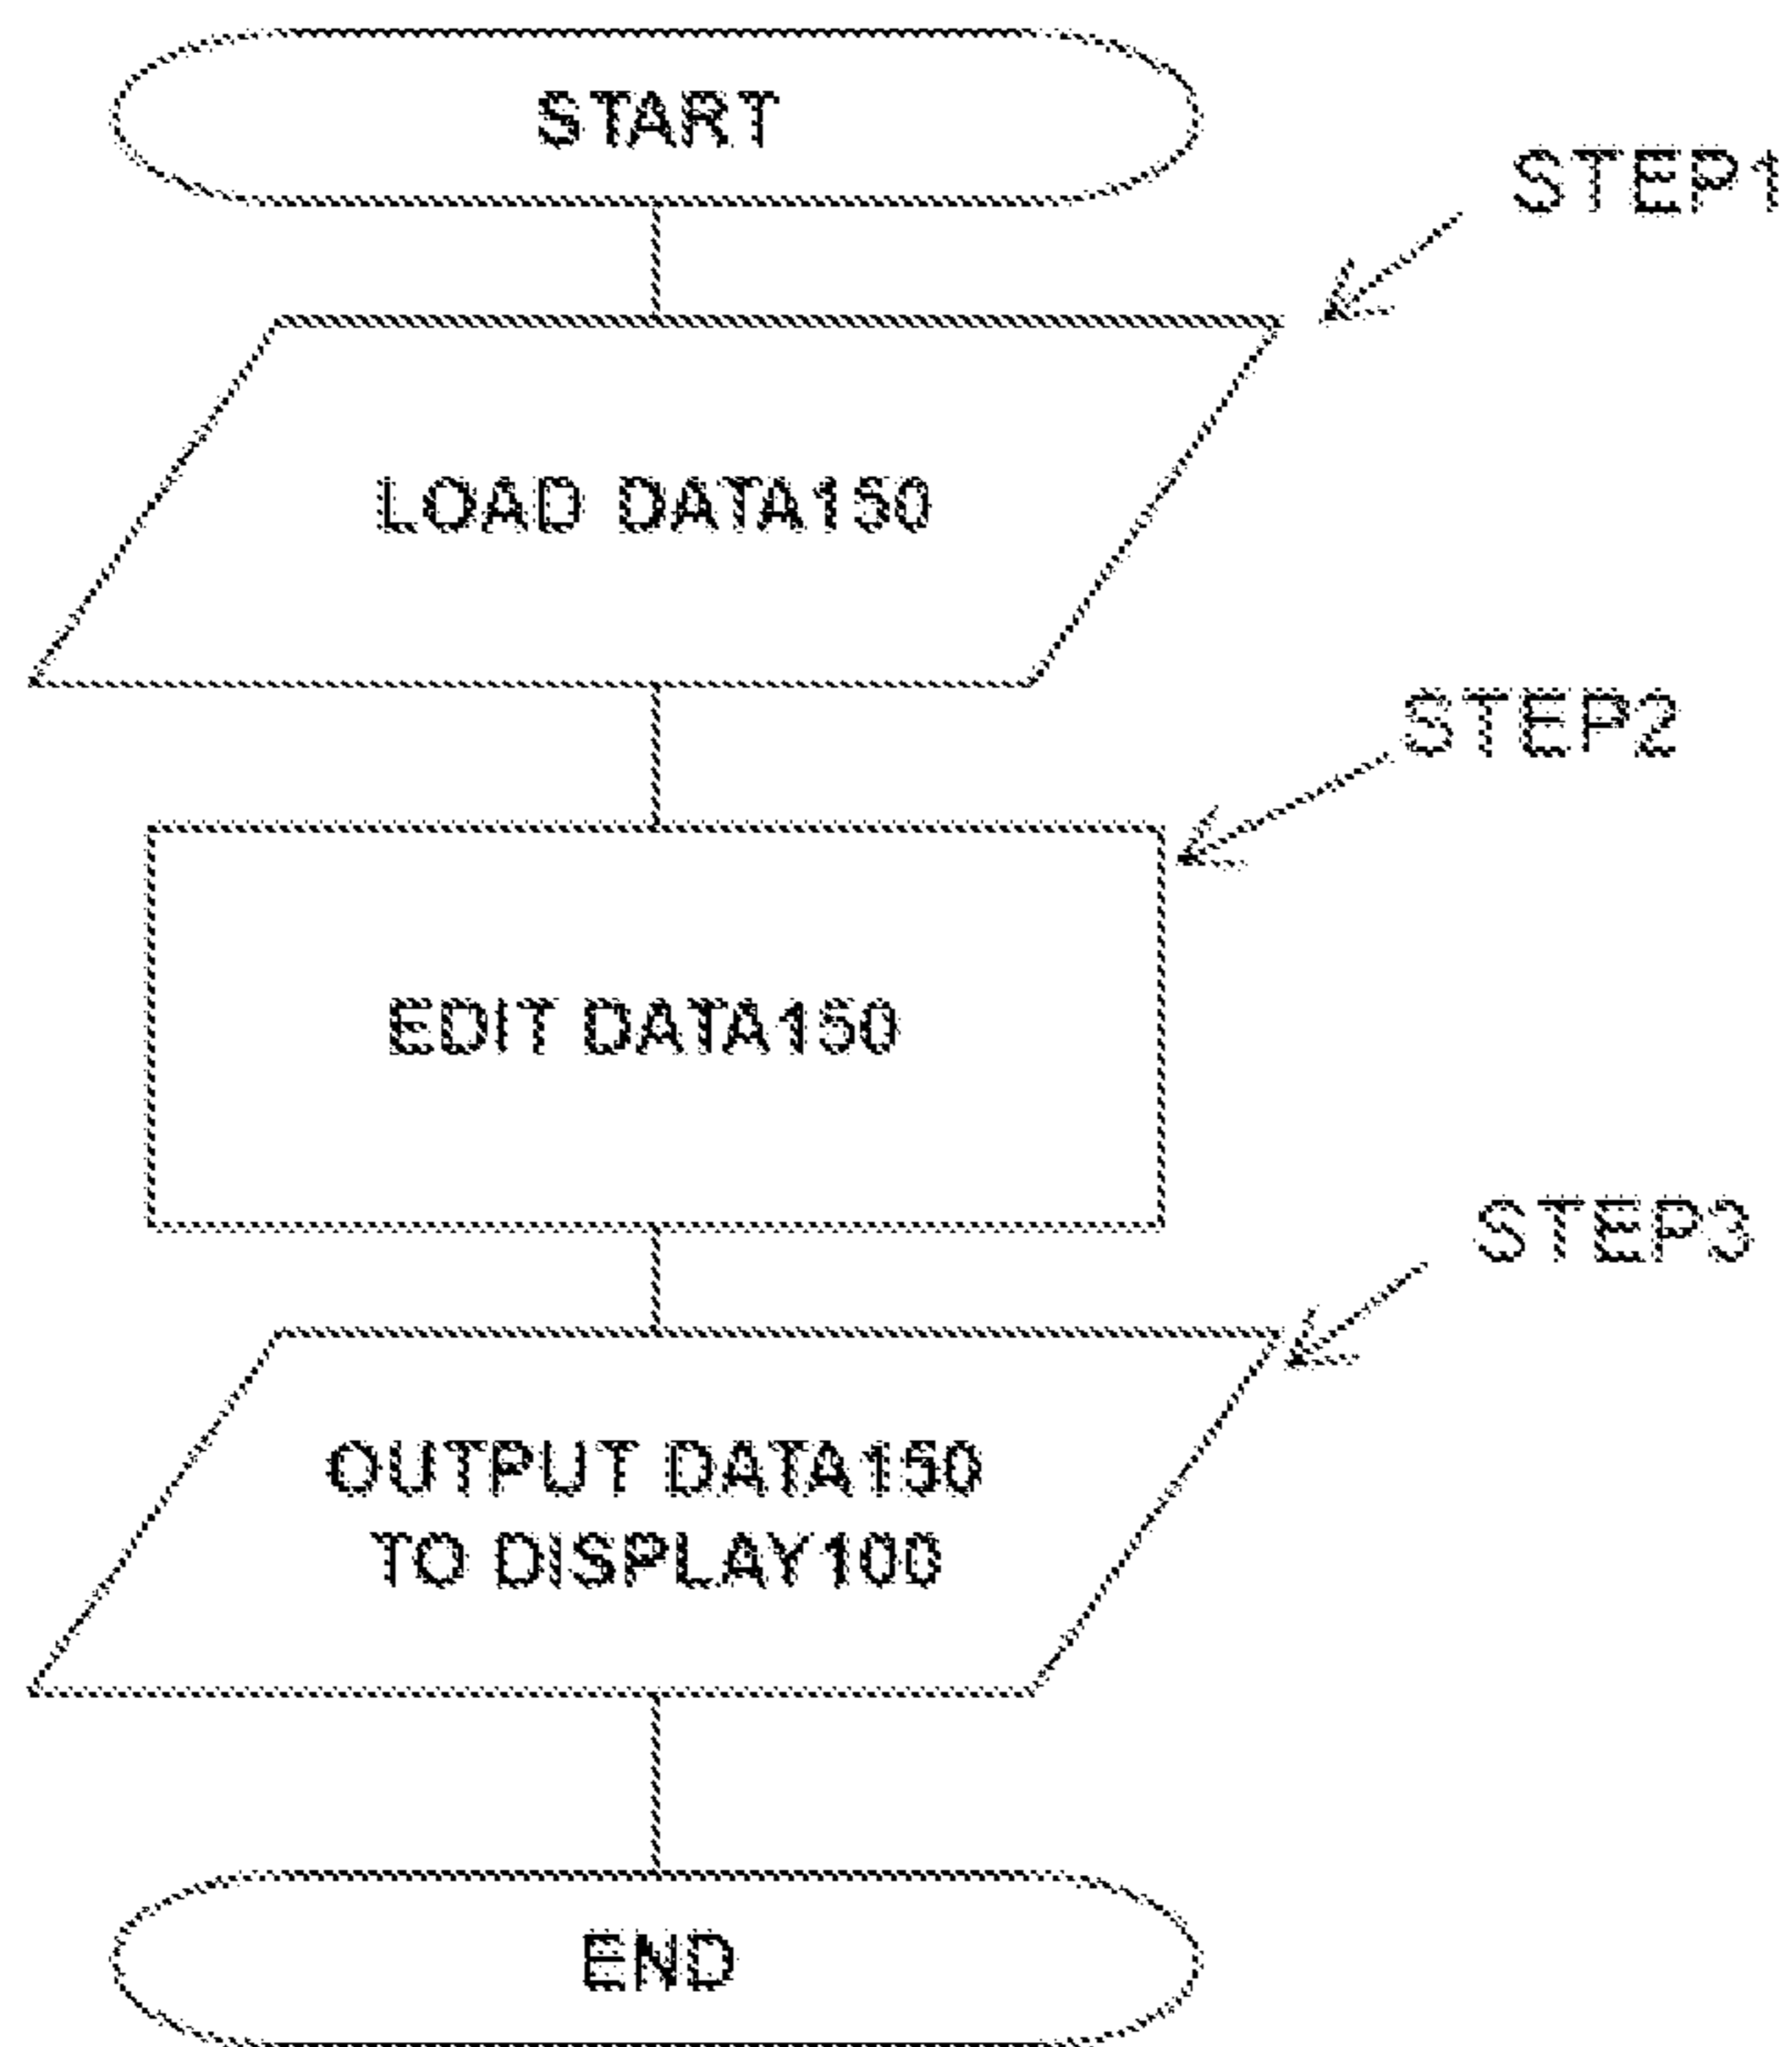 START
STEP1
LOAD DATA150
STEP2
EDIT DATA150
STEP3
OUTPUT DATA150
TO DISPLAY100
END